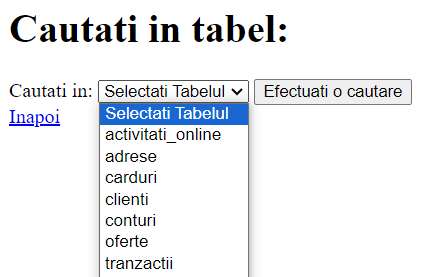 Cautati in tabel:
Cautati in: Selectati Tabelul Efectuati o cautare
Inapoi
Selectati Tabelul
activitati_online
adrese
carduri
clienti
conturi
oferte
tranzactii